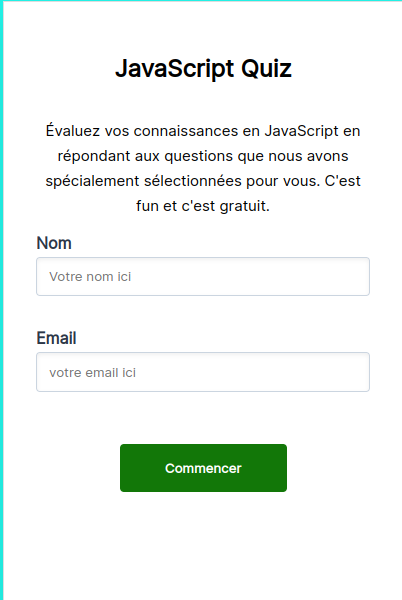 JavaScript Quiz
Évaluez vos connaissances en JavaScript en
répondant aux questions que nous avons
spécialement sélectionnées pour vous. C'est
fun et c'est gratuit.
Nom
Votre nom ici
Email
votre email ici
Commencer